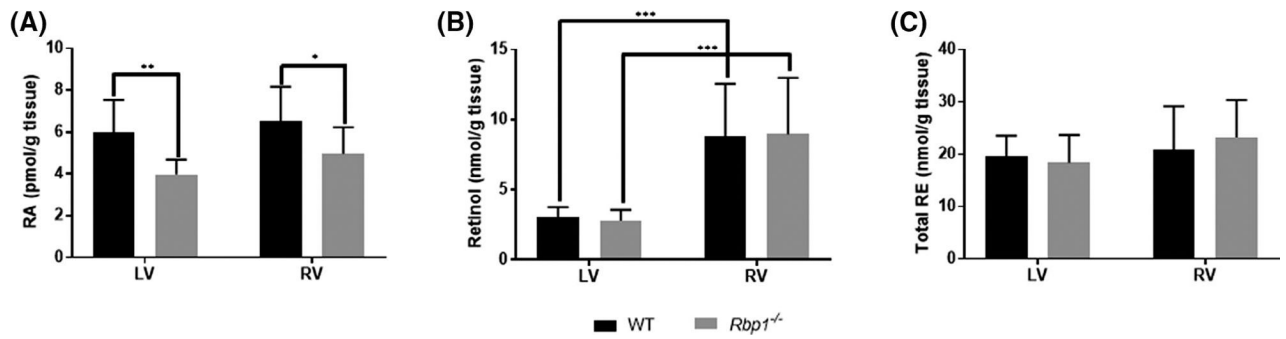 (A)
RA (pmol/g tissue)
10
8
6
4
2
0
**
*
LV RV
(B)
Retinol (nmol/g tissue)
15
10
5
0
***
***
LV RV
(C)
Total RE (nmol/g tissue)
40
30
20
10
0
LV RV
WT Rbp1-/-